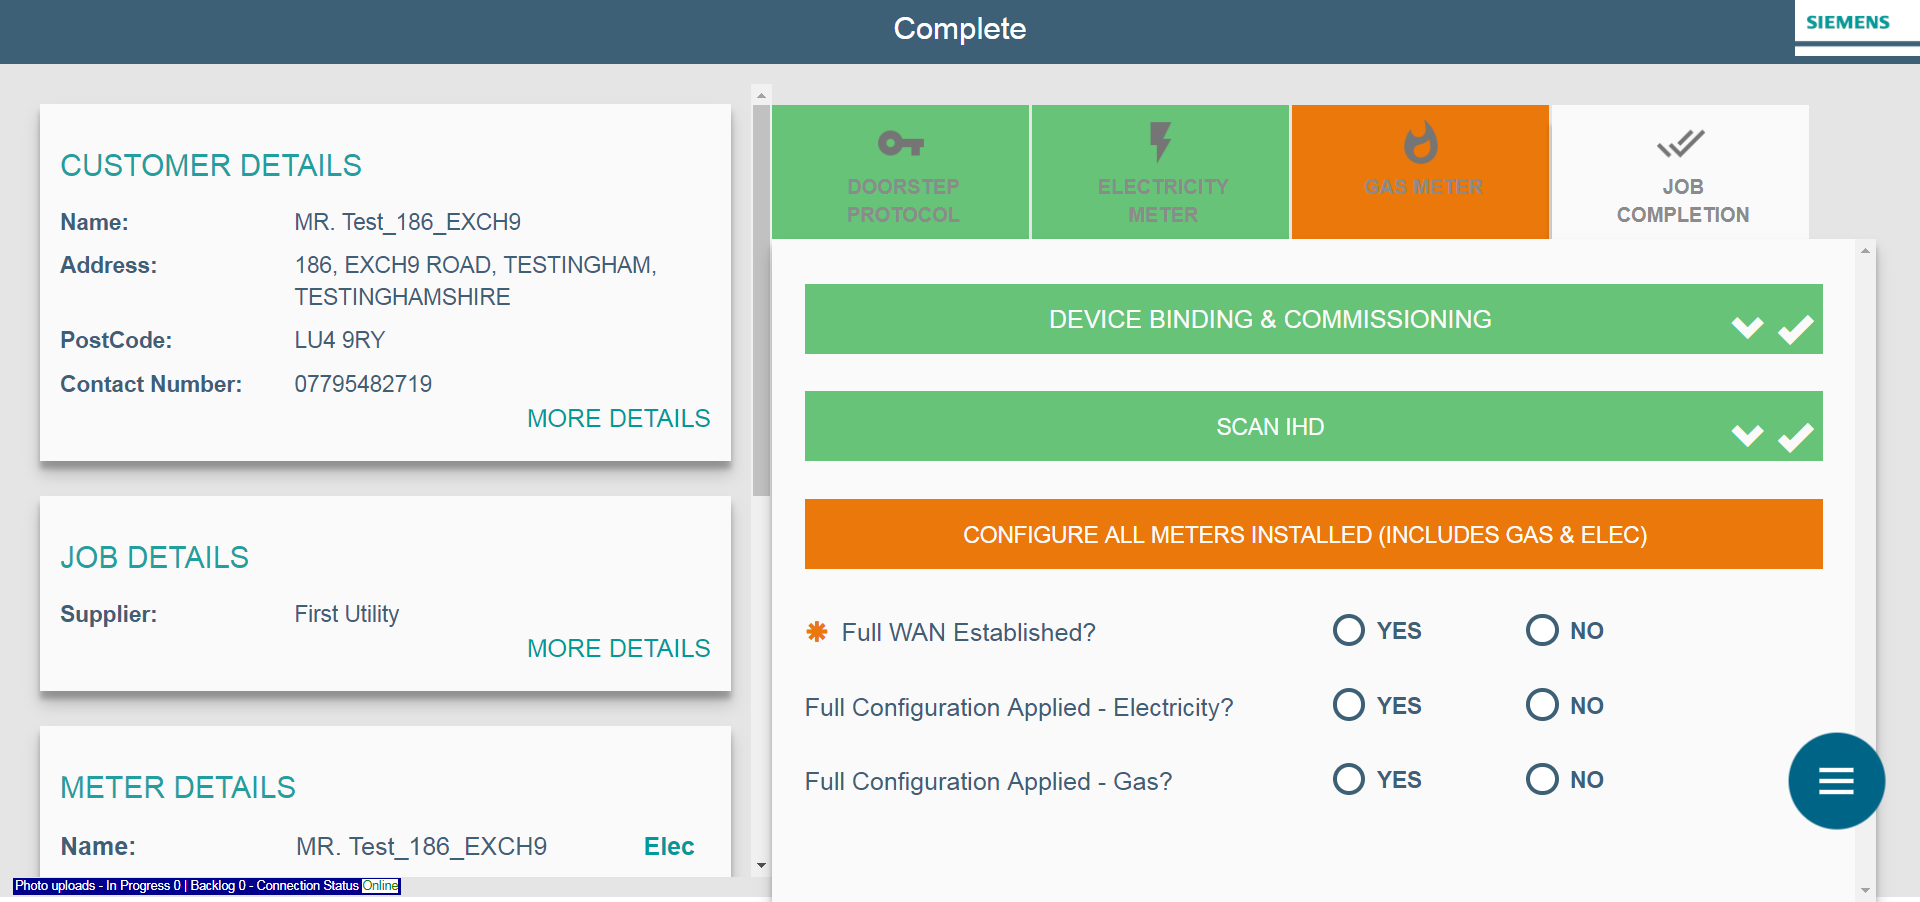 Complete
SIEMENS
CUSTOMER DETAILS
Name: MR. Test_186_EXCH9
Address: 186, EXCH9 ROAD, TESTINGHAM,
TESTINGHAMSHIRE
PostCode: LU4 9RY
Contact Number: 07795482719
MORE DETAILS
JOB DETAILS
Supplier: First Utility
MORE DETAILS
METER DETAILS
Name: MR. Test_186_EXCH9 Elec
Photo uploads - In Progress 0 | Backlog 0 - Connection Status Online
DOORSTEP
PROTOCOL
ELECTRICITY
METER
GAS METER
JOB
COMPLETION
DEVICE BINDING & COMMISSIONING
SCAN IHD
CONFIGURE ALL METERS INSTALLED (INCLUDES GAS & ELEC)
Full WAN Established? YES NO
Full Configuration Applied - Electricity? YES NO
Full Configuration Applied - Gas? YES NO